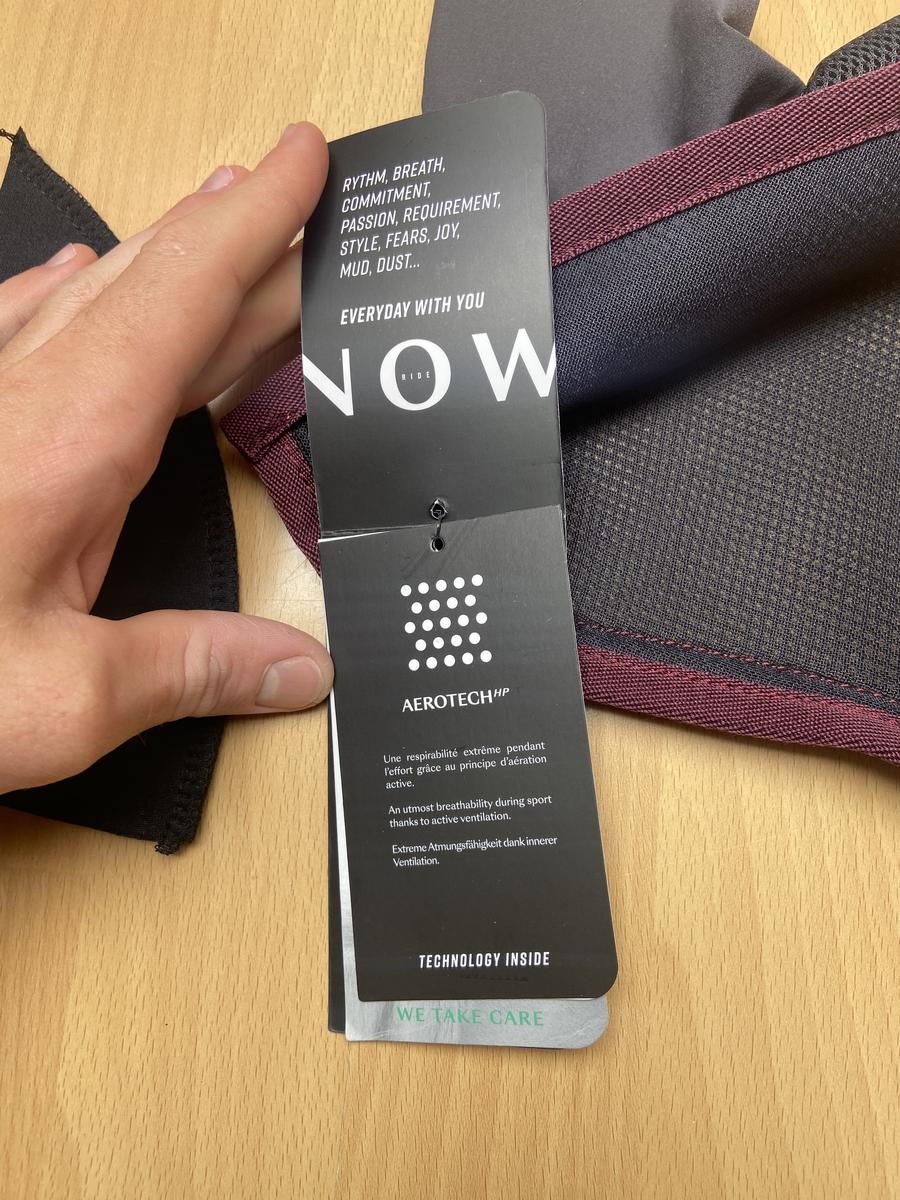 RYTHM, BREATH,
COMMITMENT,
PASSION, REQUIREMENT,
STYLE, FEARS, JOY,
MUD, DUST...
EVERYDAY WITH YOU
NOW
RIDE
AEROTECHHP
Une respirabilité extrême pendant
l'effort grâce au principe d'aération
active.
An utmost breathability during sport
thanks to active ventilation.
Extreme Atmungsfähigkeit dank innerer
Ventilation.
TECHNOLOGY INSIDE
WE TAKE CARE